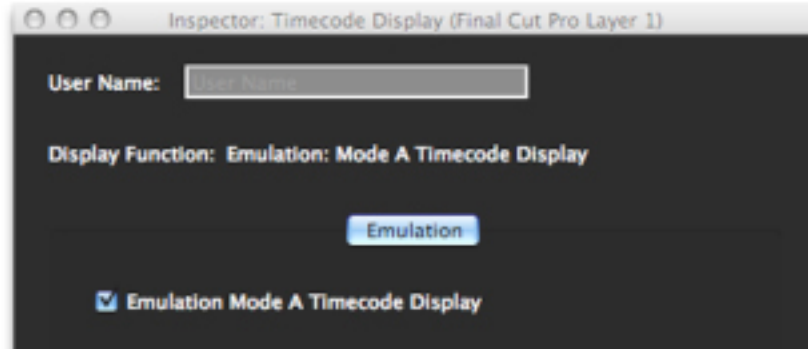 Inspector: Timecode Display (Final Cut Pro Layer 1)
User Name: User Name
Display Function: Emulation: Mode A Timecode Display
Emulation
Emulation Mode A Timecode Display